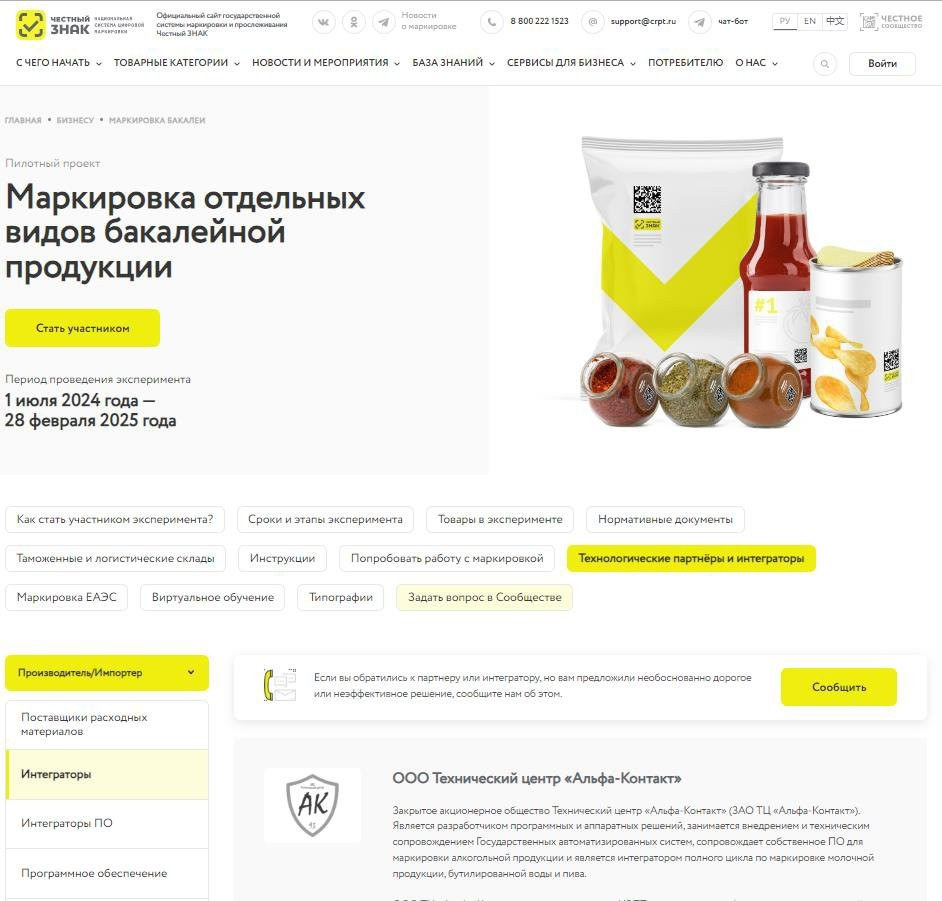 ЧЕСТНЫЙ ЗНАК
НАЦИОНАЛЬНАЯ СИСТЕМА ЦИФРОВОЙ МАРКИРОВКИ
Официальный сайт государственной
системы маркировки и прослеживания
Честный ЗНАК
Новости
о маркировке
8 800 222 1523
support@crpt.ru
чат-бот
РУ EN 中文
ЧЕСТНОЕ
СООБЩЕСТВО
С ЧЕГО НАЧАТЬ ТОВАРНЫЕ КАТЕГОРИИ НОВОСТИ И МЕРОПРИЯТИЯ БАЗА ЗНАНИЙ СЕРВИСЫ ДЛЯ БИЗНЕСА ПОТРЕБИТЕЛЮ О НАС Войти
ГЛАВНАЯ • БИЗНЕСУ • МАРКИРОВКА БАКАЛЕИ
Пилотный проект
Маркировка отдельных
видов бакалейной
продукции
Стать участником
Период проведения эксперимента
1 июля 2024 года —
28 февраля 2025 года
ЧЕСТНЫЙ
ЗНАК
#1
Как стать участником эксперимента? Сроки и этапы эксперимента Товары в эксперименте Нормативные документы
Таможенные и логистические склады Инструкции Попробовать работу с маркировкой Технологические партнёры и интеграторы
Маркировка ЕАЭС Виртуальное обучение Типографии Задать вопрос в Сообществе
Производитель/Импортер
Поставщики расходных
материалов
Интеграторы
Интеграторы ПО
Программное обеспечение
Если вы обратились к партнеру или интегратору, но вам предложили необоснованно дорогое
или неэффективное решение, сообщите нам об этом.
Сообщить
АК
ООО Технический центр «Альфа-Контакт»
Закрытое акционерное общество Технический центр «Альфа-Контакт» (ЗАО ТЦ «Альфа-Контакт»).
Является разработчиком программных и аппаратных решений, занимается внедрением и техническим
сопровождением Государственных автоматизированных систем, сопровождает собственное ПО для
маркировки алкогольной продукции и является интегратором полного цикла по маркировке молочной
продукции, бутилированной воды и пива.